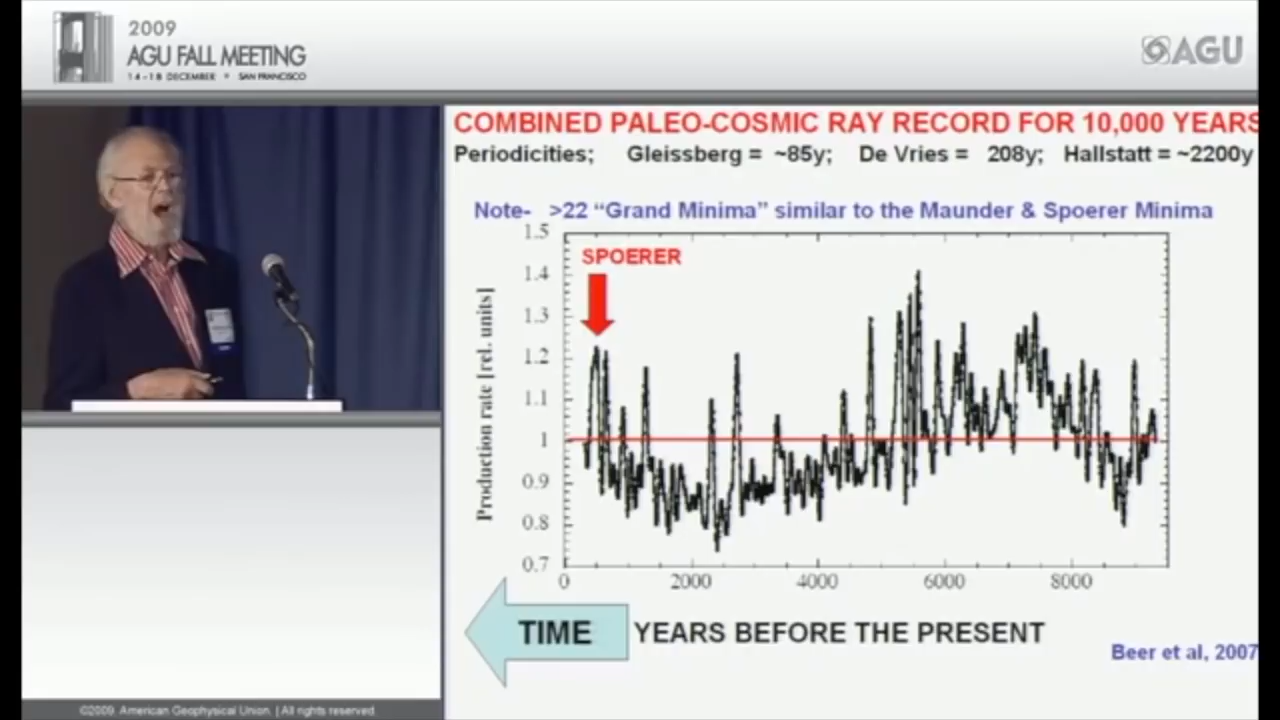 2009
AGU FALL MEETING
14-18 DECEMBER • SAN FRANCISCO
AGU
COMBINED PALEO-COSMIC RAY RECORD FOR 10,000 YEARS
Periodicities; Gleissberg = ~85y; De Vries = 208y; Hallstatt = ~2200y
Note- >22 “Grand Minima” similar to the Maunder & Spoerer Minima
SPOERER
Production rate [rel. units]
1.5
1.4
1.3
1.2
1.1
1
0.9
0.8
0.7
0 2000 4000 6000 8000
TIME
YEARS BEFORE THE PRESENT
Beer et al, 2007
©2009. American Geophysical Union. | All rights reserved.